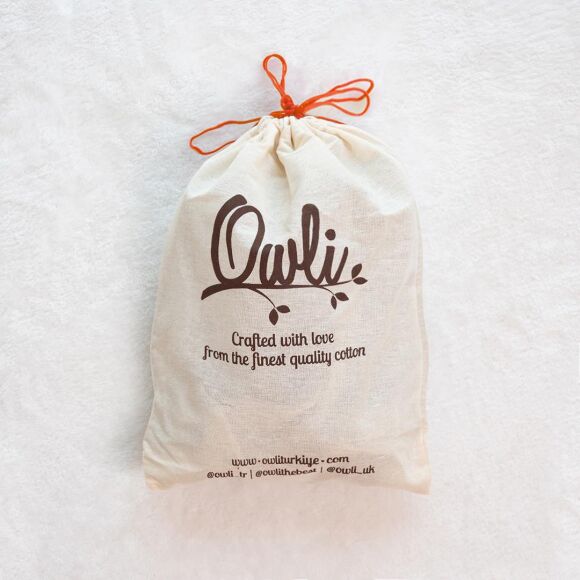 Owli
Crafted with love
from the finest quality cotton
www.owliturkiye.com
@owli_tr | @owlithebest | @owli_uk